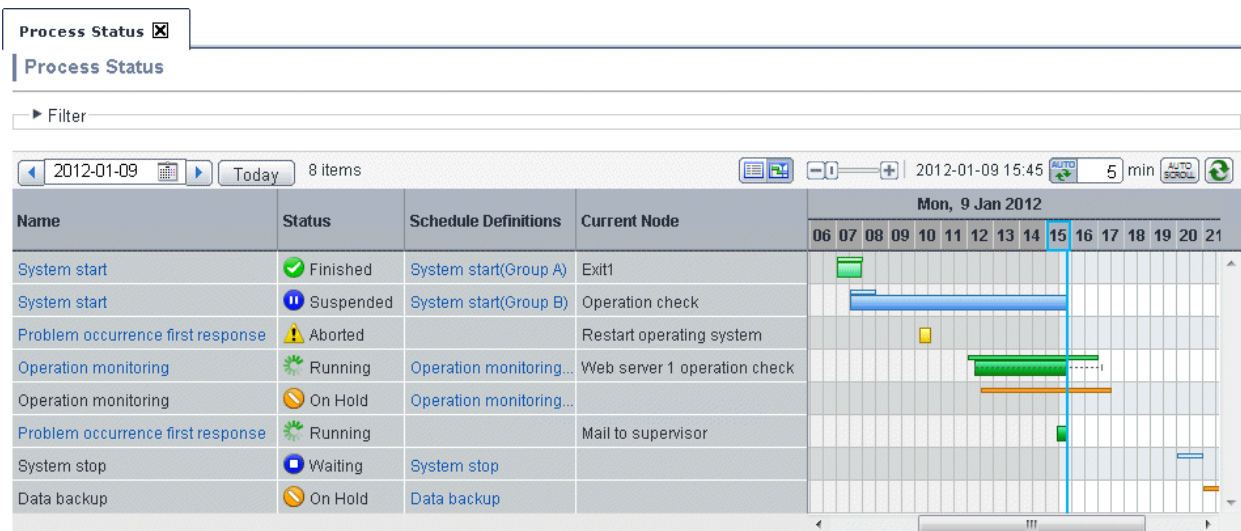 Process Status
Process Status
Filter
2012-01-09 Today 8 items 2012-01-09 15:45 AUTO 5 min AUTO SCROLL
Name Status Schedule Definitions Current Node Mon, 9 Jan 2012
06 07 08 09 10 11 12 13 14 15 16 17 18 19 20 21
System start Finished System start(Group A) Exit1
System start Suspended System start(Group B) Operation check
Problem occurrence first response Aborted Restart operating system
Operation monitoring Running Operation monitoring... Web server 1 operation check
Operation monitoring On Hold Operation monitoring...
Problem occurrence first response Running Mail to supervisor
System stop Waiting System stop
Data backup On Hold Data backup